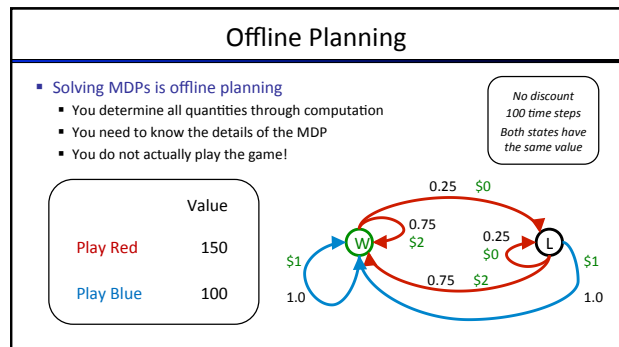 Offline Planning
▪ Solving MDPs is offline planning
▪ You determine all quantities through computation
▪ You need to know the details of the MDP
▪ You do not actually play the game!
No discount
100 time steps
Both states have
the same value
Value
Play Red 150
Play Blue 100
0.25 $0
W
0.75
$2
0.25
$0
L
$1
1.0
0.75 $2
$1
1.0